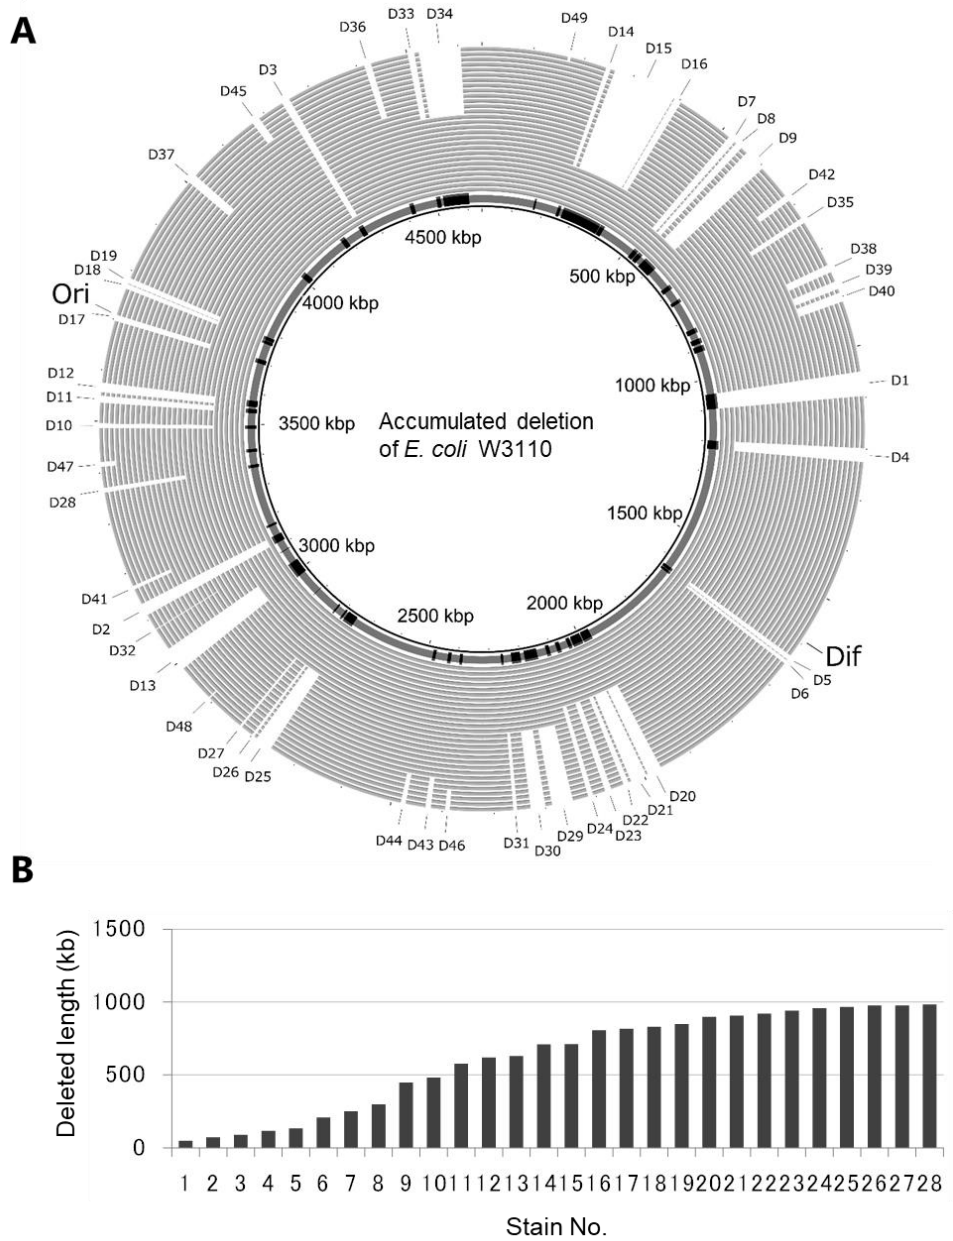 A
D33
D34
D36
D49
D14
D15
D3
D16
D45
D7
D8
D9
D37
D42
D35
D19
D18
Ori
D17
D38
D39
D40
D12
D11
D10
D47
D28
D1
D4
D41
D2
D32
D13
D48
D27
D26
D25
Dif
D5
D6
D44
D43
D46
D31
D30
D29
D24
D23
D22
D21
D20
4500 kbp
500 kbp
4000 kbp
1000 kbp
3500 kbp
Accumulated deletion
of E. coli W3110
1500 kbp
3000 kbp
2500 kbp
2000 kbp
B
Deleted length (kb)
1500
1000
500
0
1 2 3 4 5 6 7 8 9 10 11 12 13 14 15 16 17 18 19 20 21 22 23 24 25 26 27 28
Stain No.